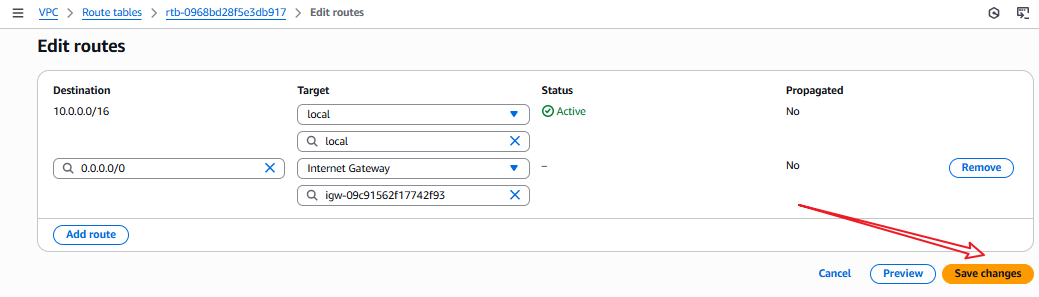 VPC > Route tables > rtb-0968bd28f5e3db917 > Edit routes
Edit routes
Destination Target Status Propagated
10.0.0.0/16 local Active No
local
0.0.0.0/0 Internet Gateway – No Remove
igw-09c91562f17742f93
Add route
Cancel Preview Save changes